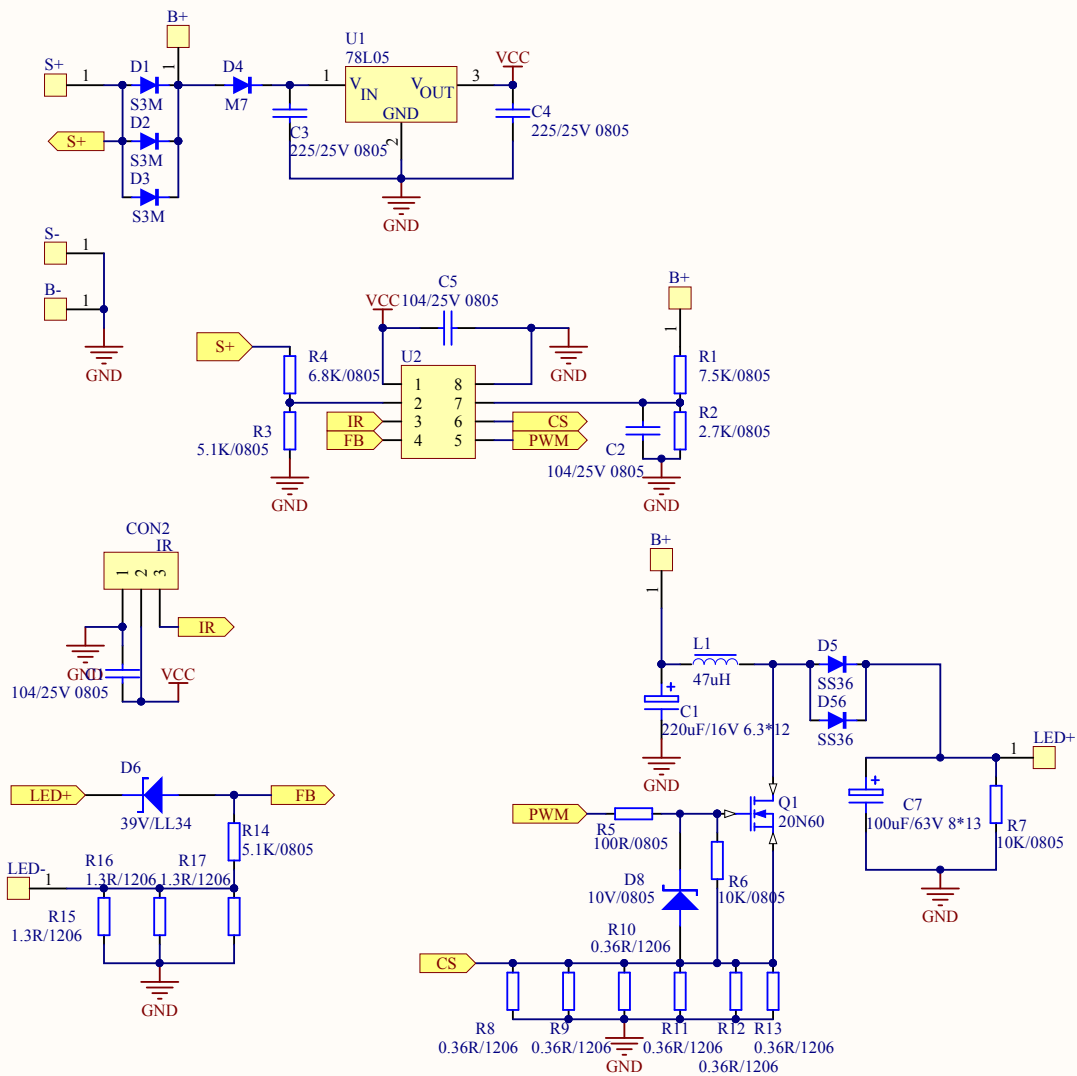 B+
1
S+
1
D1
S3M
D4
M7
U1
78L05
1
VIN
VOUT
3
GND
2
VCC
C3
225/25V 0805
C4
225/25V 0805
S+
D2
S3M
D3
S3M
GND
S-
1
B-
1
GND
C5
VCC
104/25V 0805
GND
B+
1
S+
R4
6.8K/0805
U2
1 8
2 7
3 6
4 5
IR
FB
CS
PWM
R1
7.5K/0805
R2
2.7K/0805
R3
5.1K/0805
C2
104/25V 0805
GND
GND
CON2
IR
1 2 3
IR
GND
104/25V 0805
VCC
B+
1
L1
47uH
D5
SS36
D56
SS36
C1
220uF/16V 6.3*12
GND
1
LED+
C7
100uF/63V 8*13
R7
10K/0805
GND
LED+
D6
39V/LL34
FB
R14
5.1K/0805
LED-
1
R16
1.3R/1206
R17
1.3R/1206
R15
1.3R/1206
GND
PWM
R5
100R/0805
Q1
20N60
D8
10V/0805
R6
10K/0805
R10
0.36R/1206
CS
R8
0.36R/1206
R9
0.36R/1206
GND
R11
0.36R/1206
R12
0.36R/1206
R13
0.36R/1206